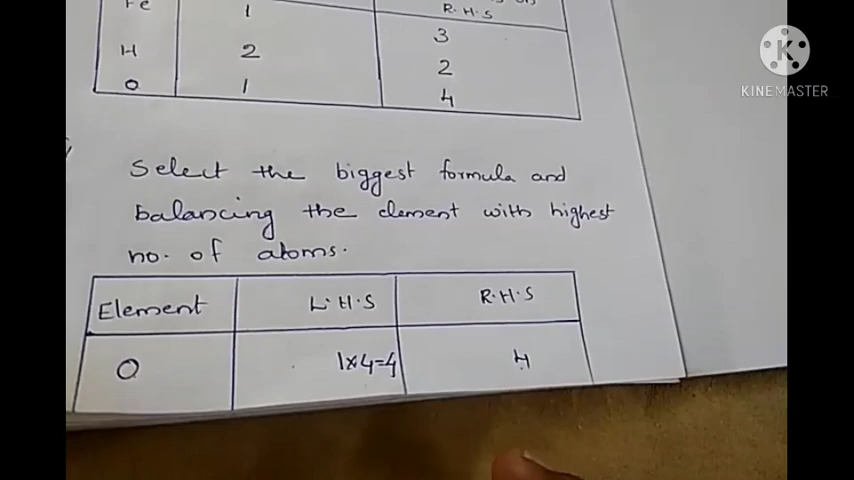 Fe 1 R.H.S
3
H 2 2
O 1 4
Select the biggest formula and
balancing the element with highest
no. of atoms.
Element L.H.S R.H.S
O 1×4=4 4
KINEMASTER